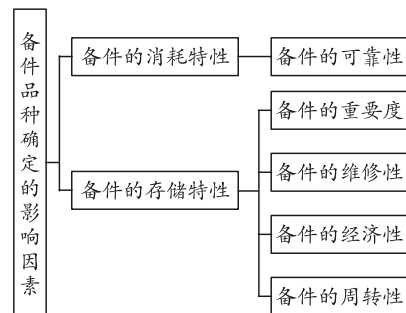 备件品种确定的影响因素
备件的消耗特性
备件的可靠性
备件的存储特性
备件的重要度
备件的维修性
备件的经济性
备件的周转性